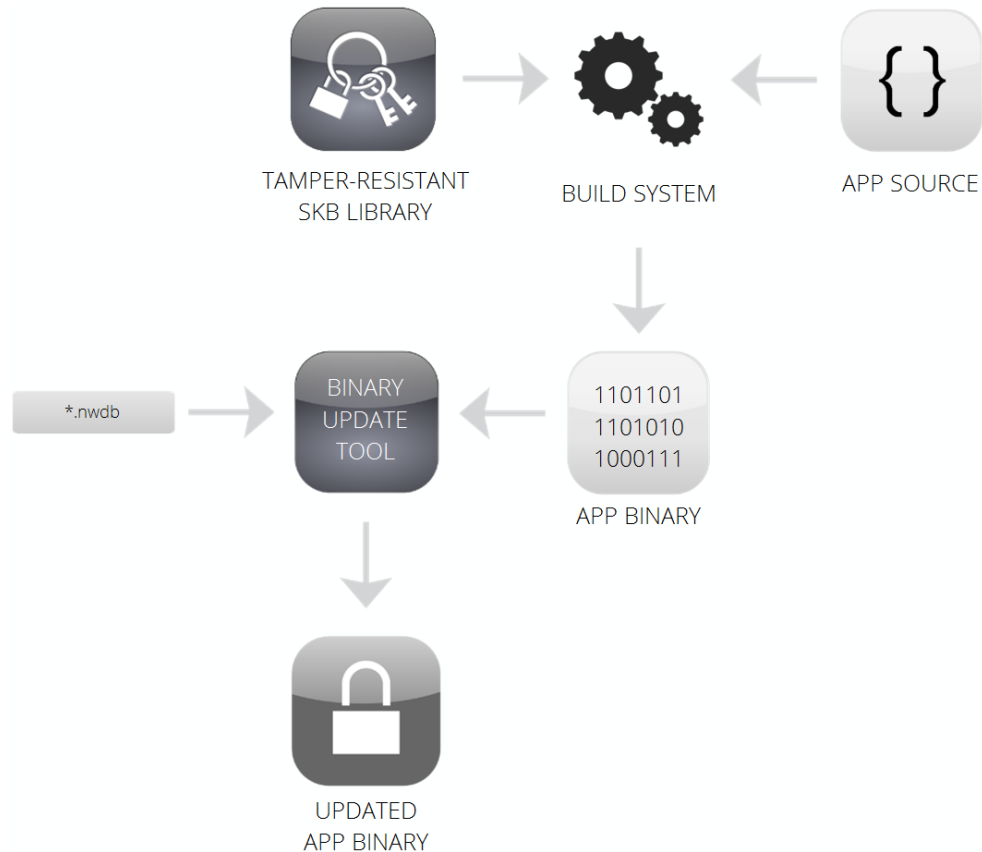 TAMPER-RESISTANT
SKB LIBRARY
BUILD SYSTEM
{ }
APP SOURCE
*.nwdb
BINARY
UPDATE
TOOL
1101101
1101010
1000111
APP BINARY
UPDATED
APP BINARY